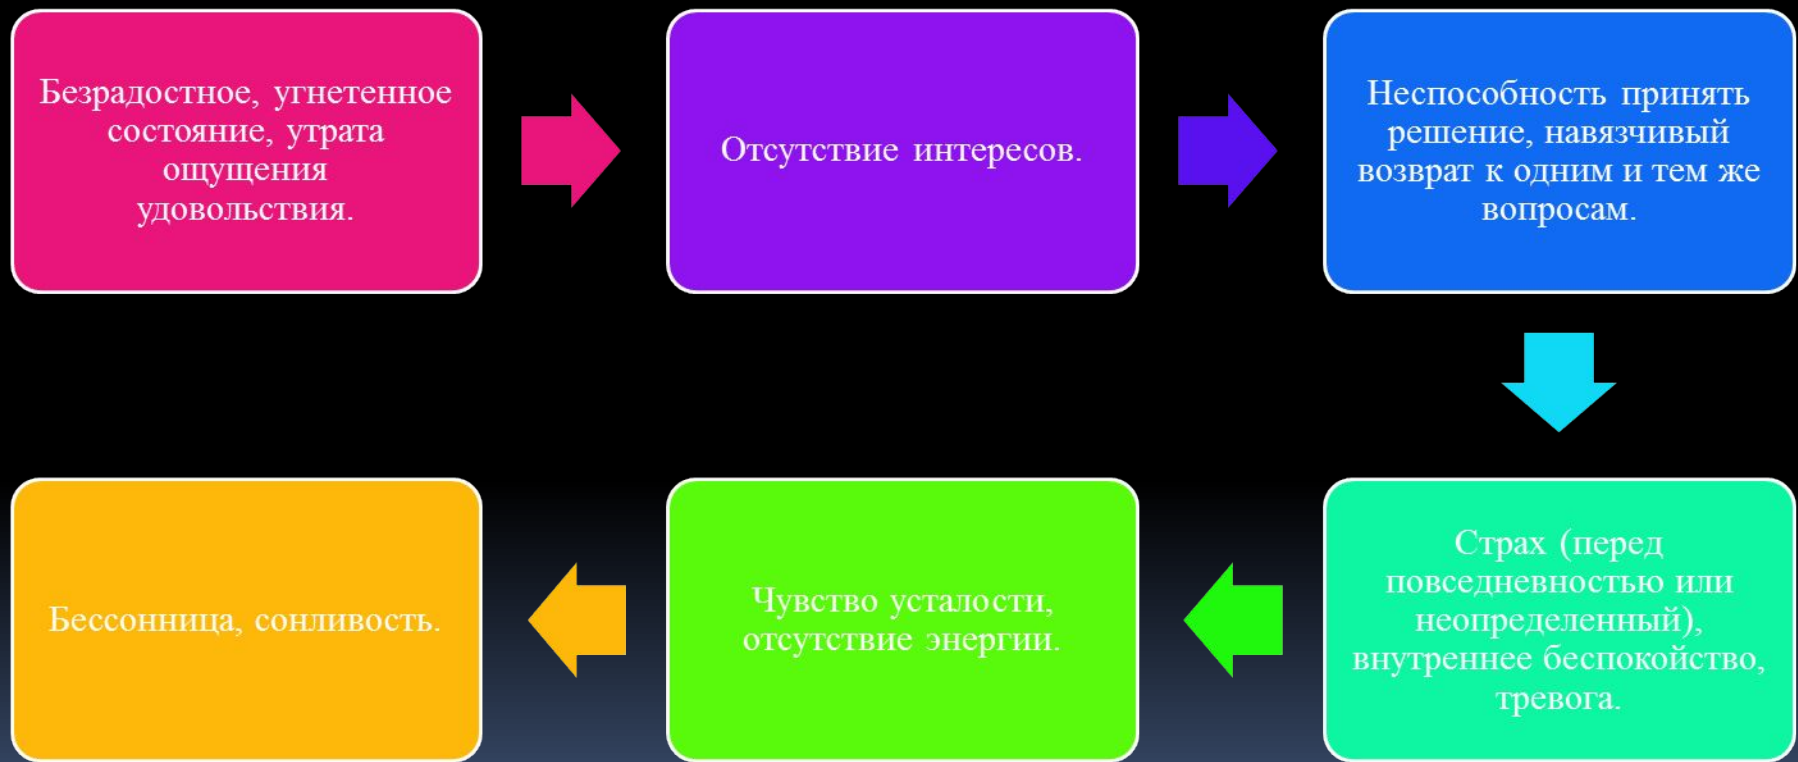 Безрадостное, угнетенное
состояние, утрата
ощущения
удовольствия.
Отсутствие интересов.
Неспособность принять
решение, навязчивый
возврат к одним и тем же
вопросам.
Страх (перед
повседневностью или
неопределенный),
внутреннее беспокойство,
тревога.
Чувство усталости,
отсутствие энергии.
Бессонница, сонливость.